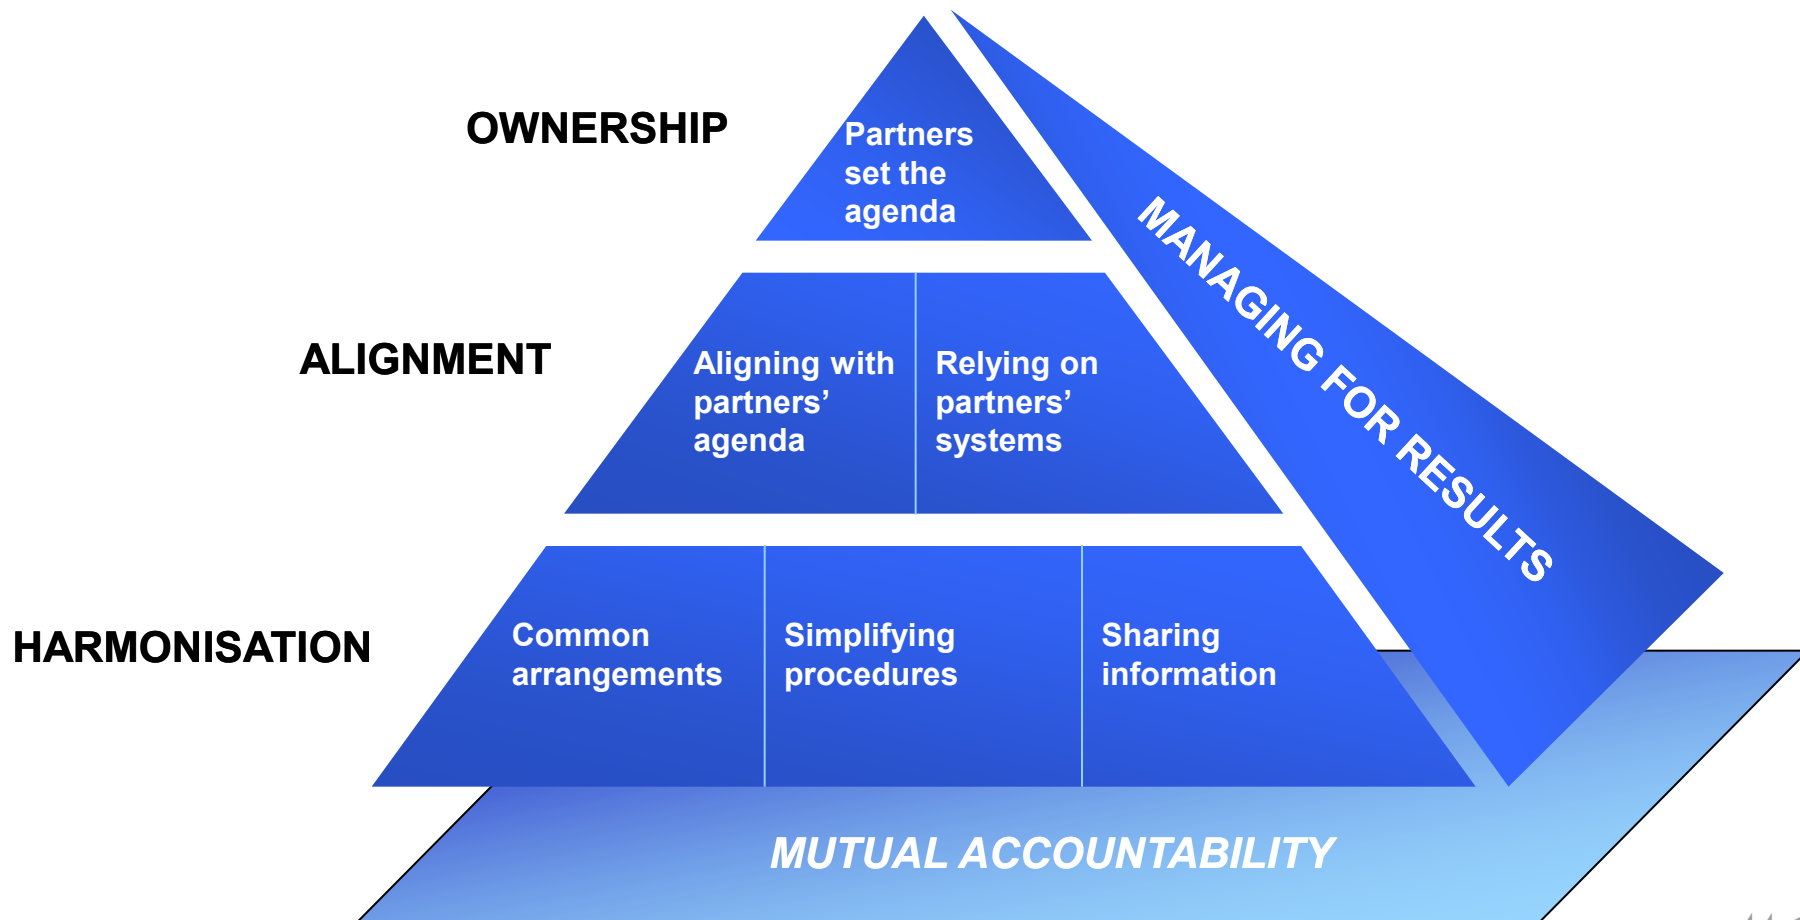 OWNERSHIP
Partners
set the
agenda
MANAGING FOR RESULTS
ALIGNMENT
Aligning with
partners’
agenda
Relying on
partners’
systems
HARMONISATION
Common
arrangements
Simplifying
procedures
Sharing
information
MUTUAL ACCOUNTABILITY